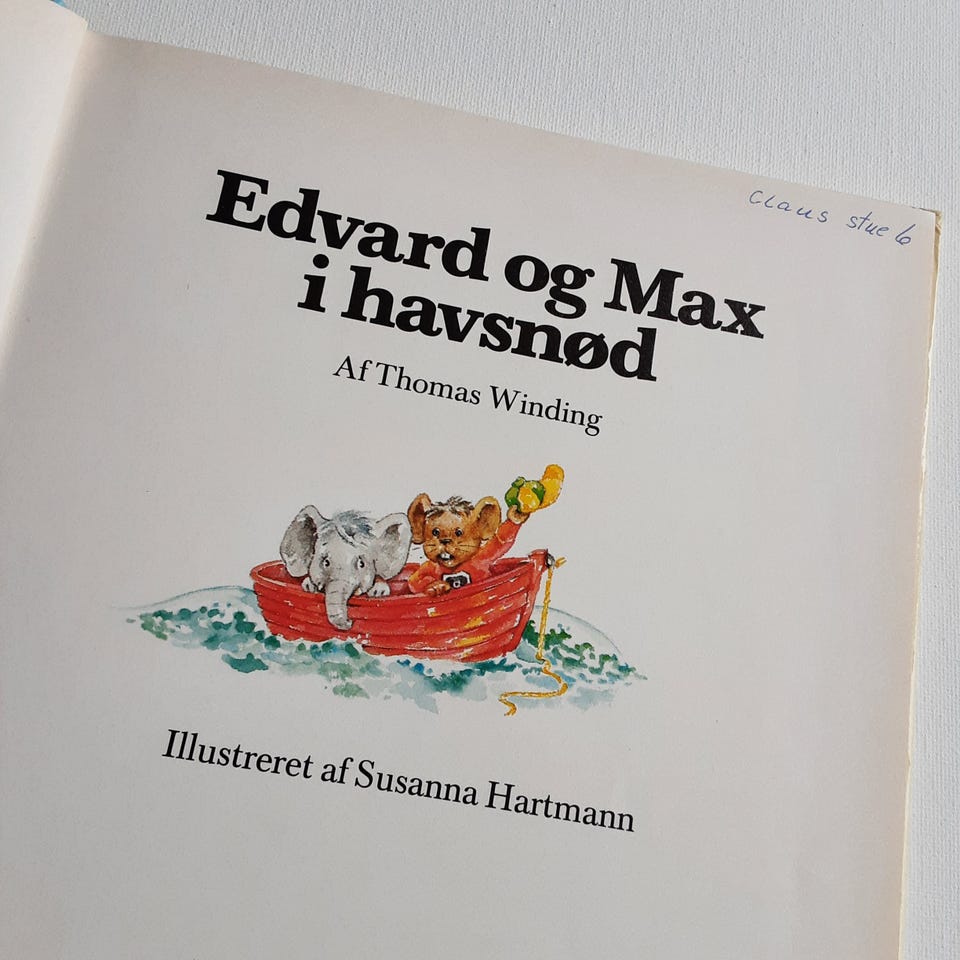 Claus stue 6
Edvard og Max
i havsnød
Af Thomas Winding
Illustreret af Susanna Hartmann